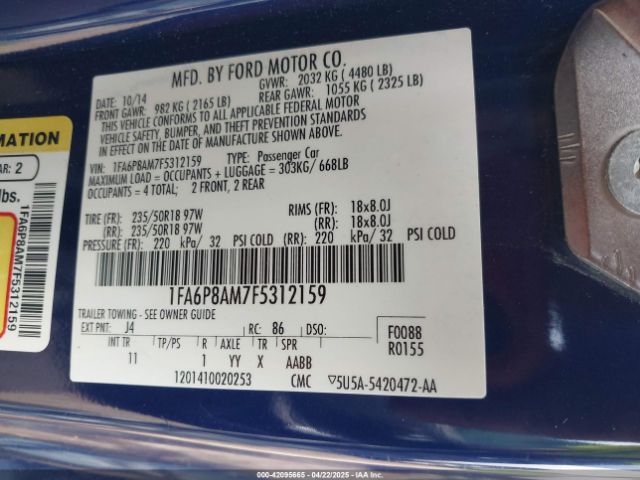 MFD. BY FORD MOTOR CO.
DATE: 10/14 GVWR: 2032 KG ( 4480 LB)
FRONT GAWR: 982 KG ( 2165 LB) REAR GAWR: 1055 KG ( 2325 LB)
THIS VEHICLE CONFORMS TO ALL APPLICABLE FEDERAL MOTOR
VEHICLE SAFETY, BUMPER, AND THEFT PREVENTION STANDARDS
IN EFFECT ON THE DATE OF MANUFACTURE SHOWN ABOVE.
VIN: 1FA6P8AM7F5312159 TYPE: Passenger Car
MAXIMUM LOAD = OCCUPANTS + LUGGAGE = 303KG/ 668LB
OCCUPANTS = 4 TOTAL; 2 FRONT, 2 REAR
TIRE (FR): 235/50R18 97W RIMS (FR): 18x8.0J
(RR): 235/50R18 97W (RR): 18x8.0J
PRESSURE (FR): 220 kPa/ 32 PSI COLD (RR): 220 kPa/ 32 PSI COLD
1FA6P8AM7F5312159
TRAILER TOWING - SEE OWNER GUIDE
EXT PNT: J4 RC: 86 DSO:
F0088
R0155
INT TR TP/PS R AXLE TR SPR
11 1 YY X AABB
1201410020253 CMC ▽5U5A-5420472-AA
RMATION
AR: 2
lbs.
1FA6P8AM7F5312159
© IAA - 42095665 - 04/22/2025 - IAAI.COM